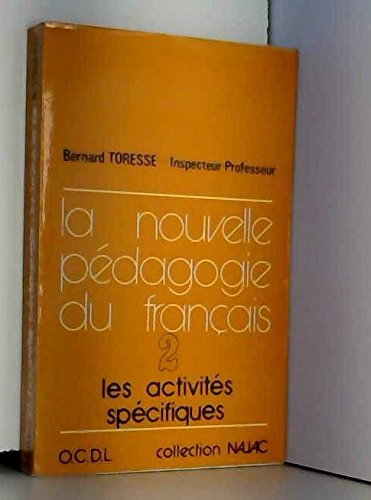 Bernard TORESSE Inspecteur Professeur
la nouvelle
pédagogie
du français
2
les activités
spécifiques
O.C.D.L. collection NAJAC